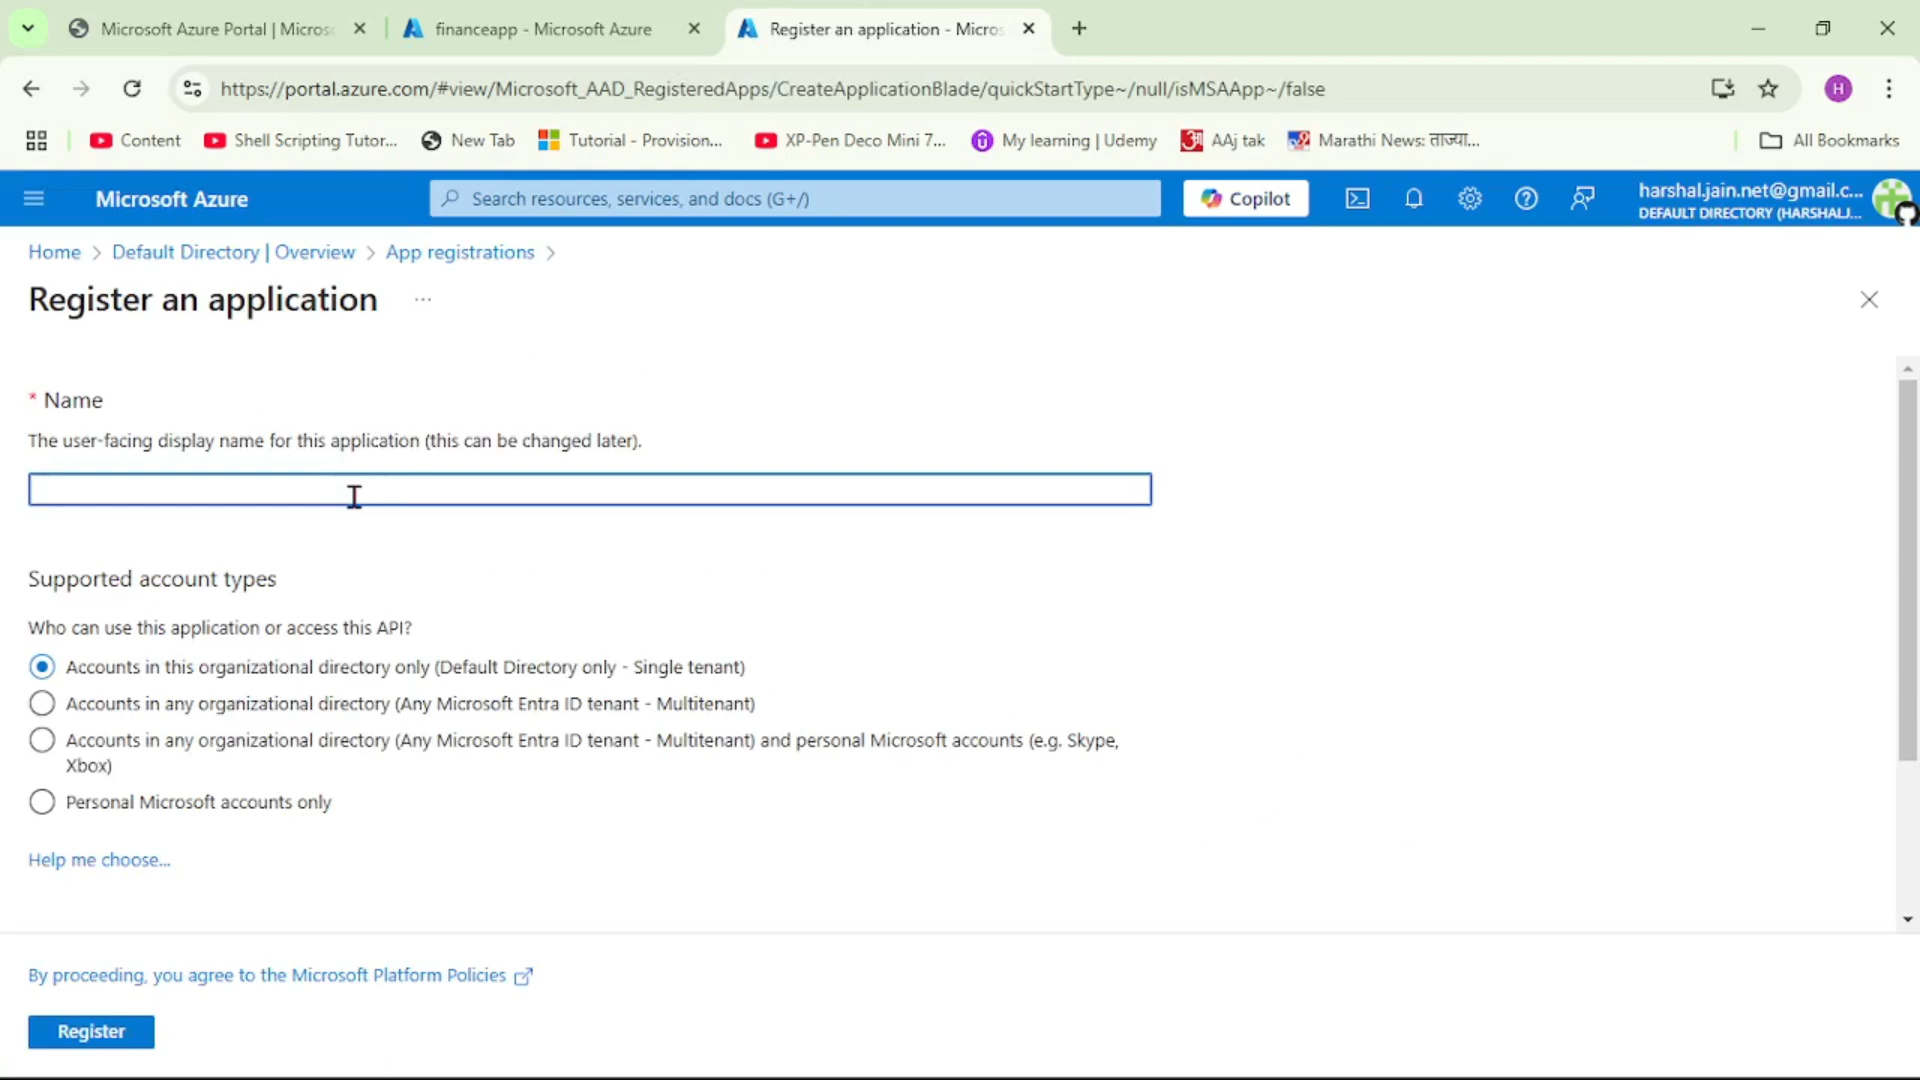 Microsoft Azure Portal | Micros
financeapp - Microsoft Azure
Register an application - Micros
https://portal.azure.com/#view/Microsoft_AAD_RegisteredApps/CreateApplicationBlade/quickStartType~/null/isMSAApp~/false
H
Content
Shell Scripting Tutor...
New Tab
Tutorial - Provision...
XP-Pen Deco Mini 7...
My learning | Udemy
AAj tak
Marathi News: ताज्या...
All Bookmarks
Microsoft Azure
Search resources, services, and docs (G+/)
Copilot
harshal.jain.net@gmail.c...
DEFAULT DIRECTORY (HARSHALJ...
Home > Default Directory | Overview > App registrations >
Register an application ...
* Name
The user-facing display name for this application (this can be changed later).
Supported account types
Who can use this application or access this API?
Accounts in this organizational directory only (Default Directory only - Single tenant)
Accounts in any organizational directory (Any Microsoft Entra ID tenant - Multitenant)
Accounts in any organizational directory (Any Microsoft Entra ID tenant - Multitenant) and personal Microsoft accounts (e.g. Skype,
Xbox)
Personal Microsoft accounts only
Help me choose...
By proceeding, you agree to the Microsoft Platform Policies
Register